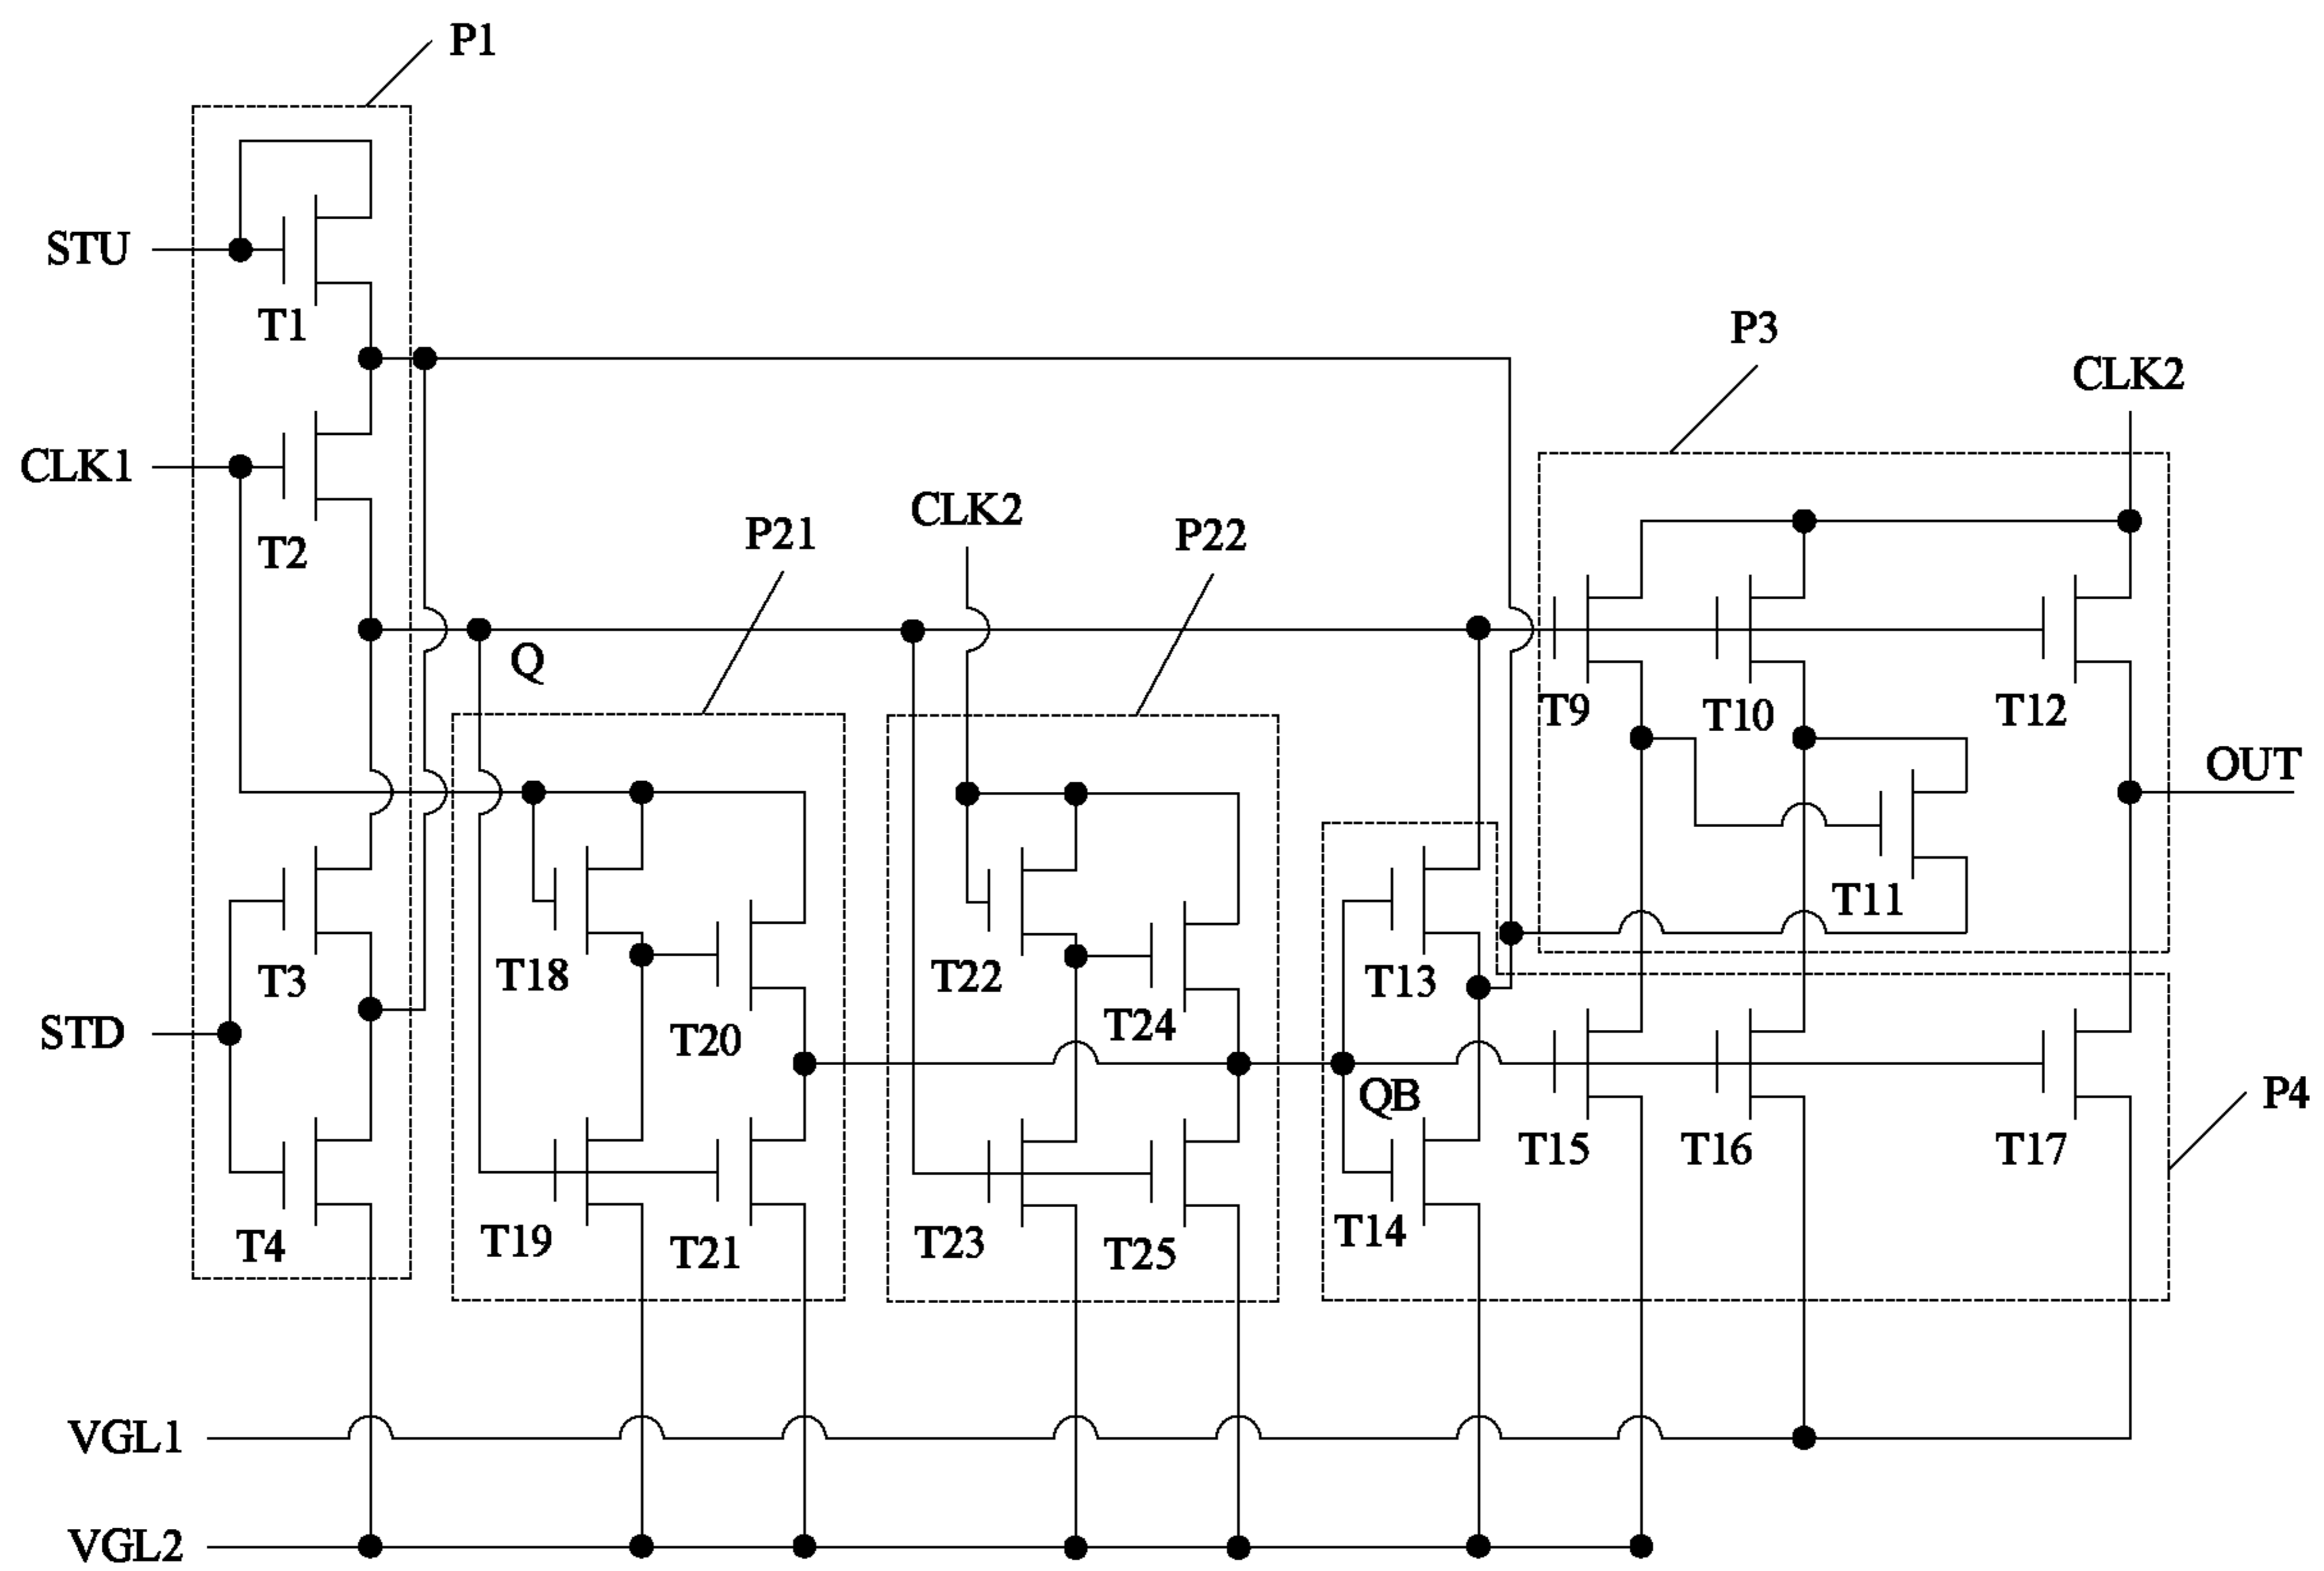 P1
STU
T1
P3
CLK2
CLK1
CLK2
P21
P22
T2
Q
T9
T10
T12
OUT
T11
T18
T22
T13
T3
STD
T20
T24
QB
P4
T15
T16
T17
T4
T19
T21
T23
T25
T14
VGL1
VGL2